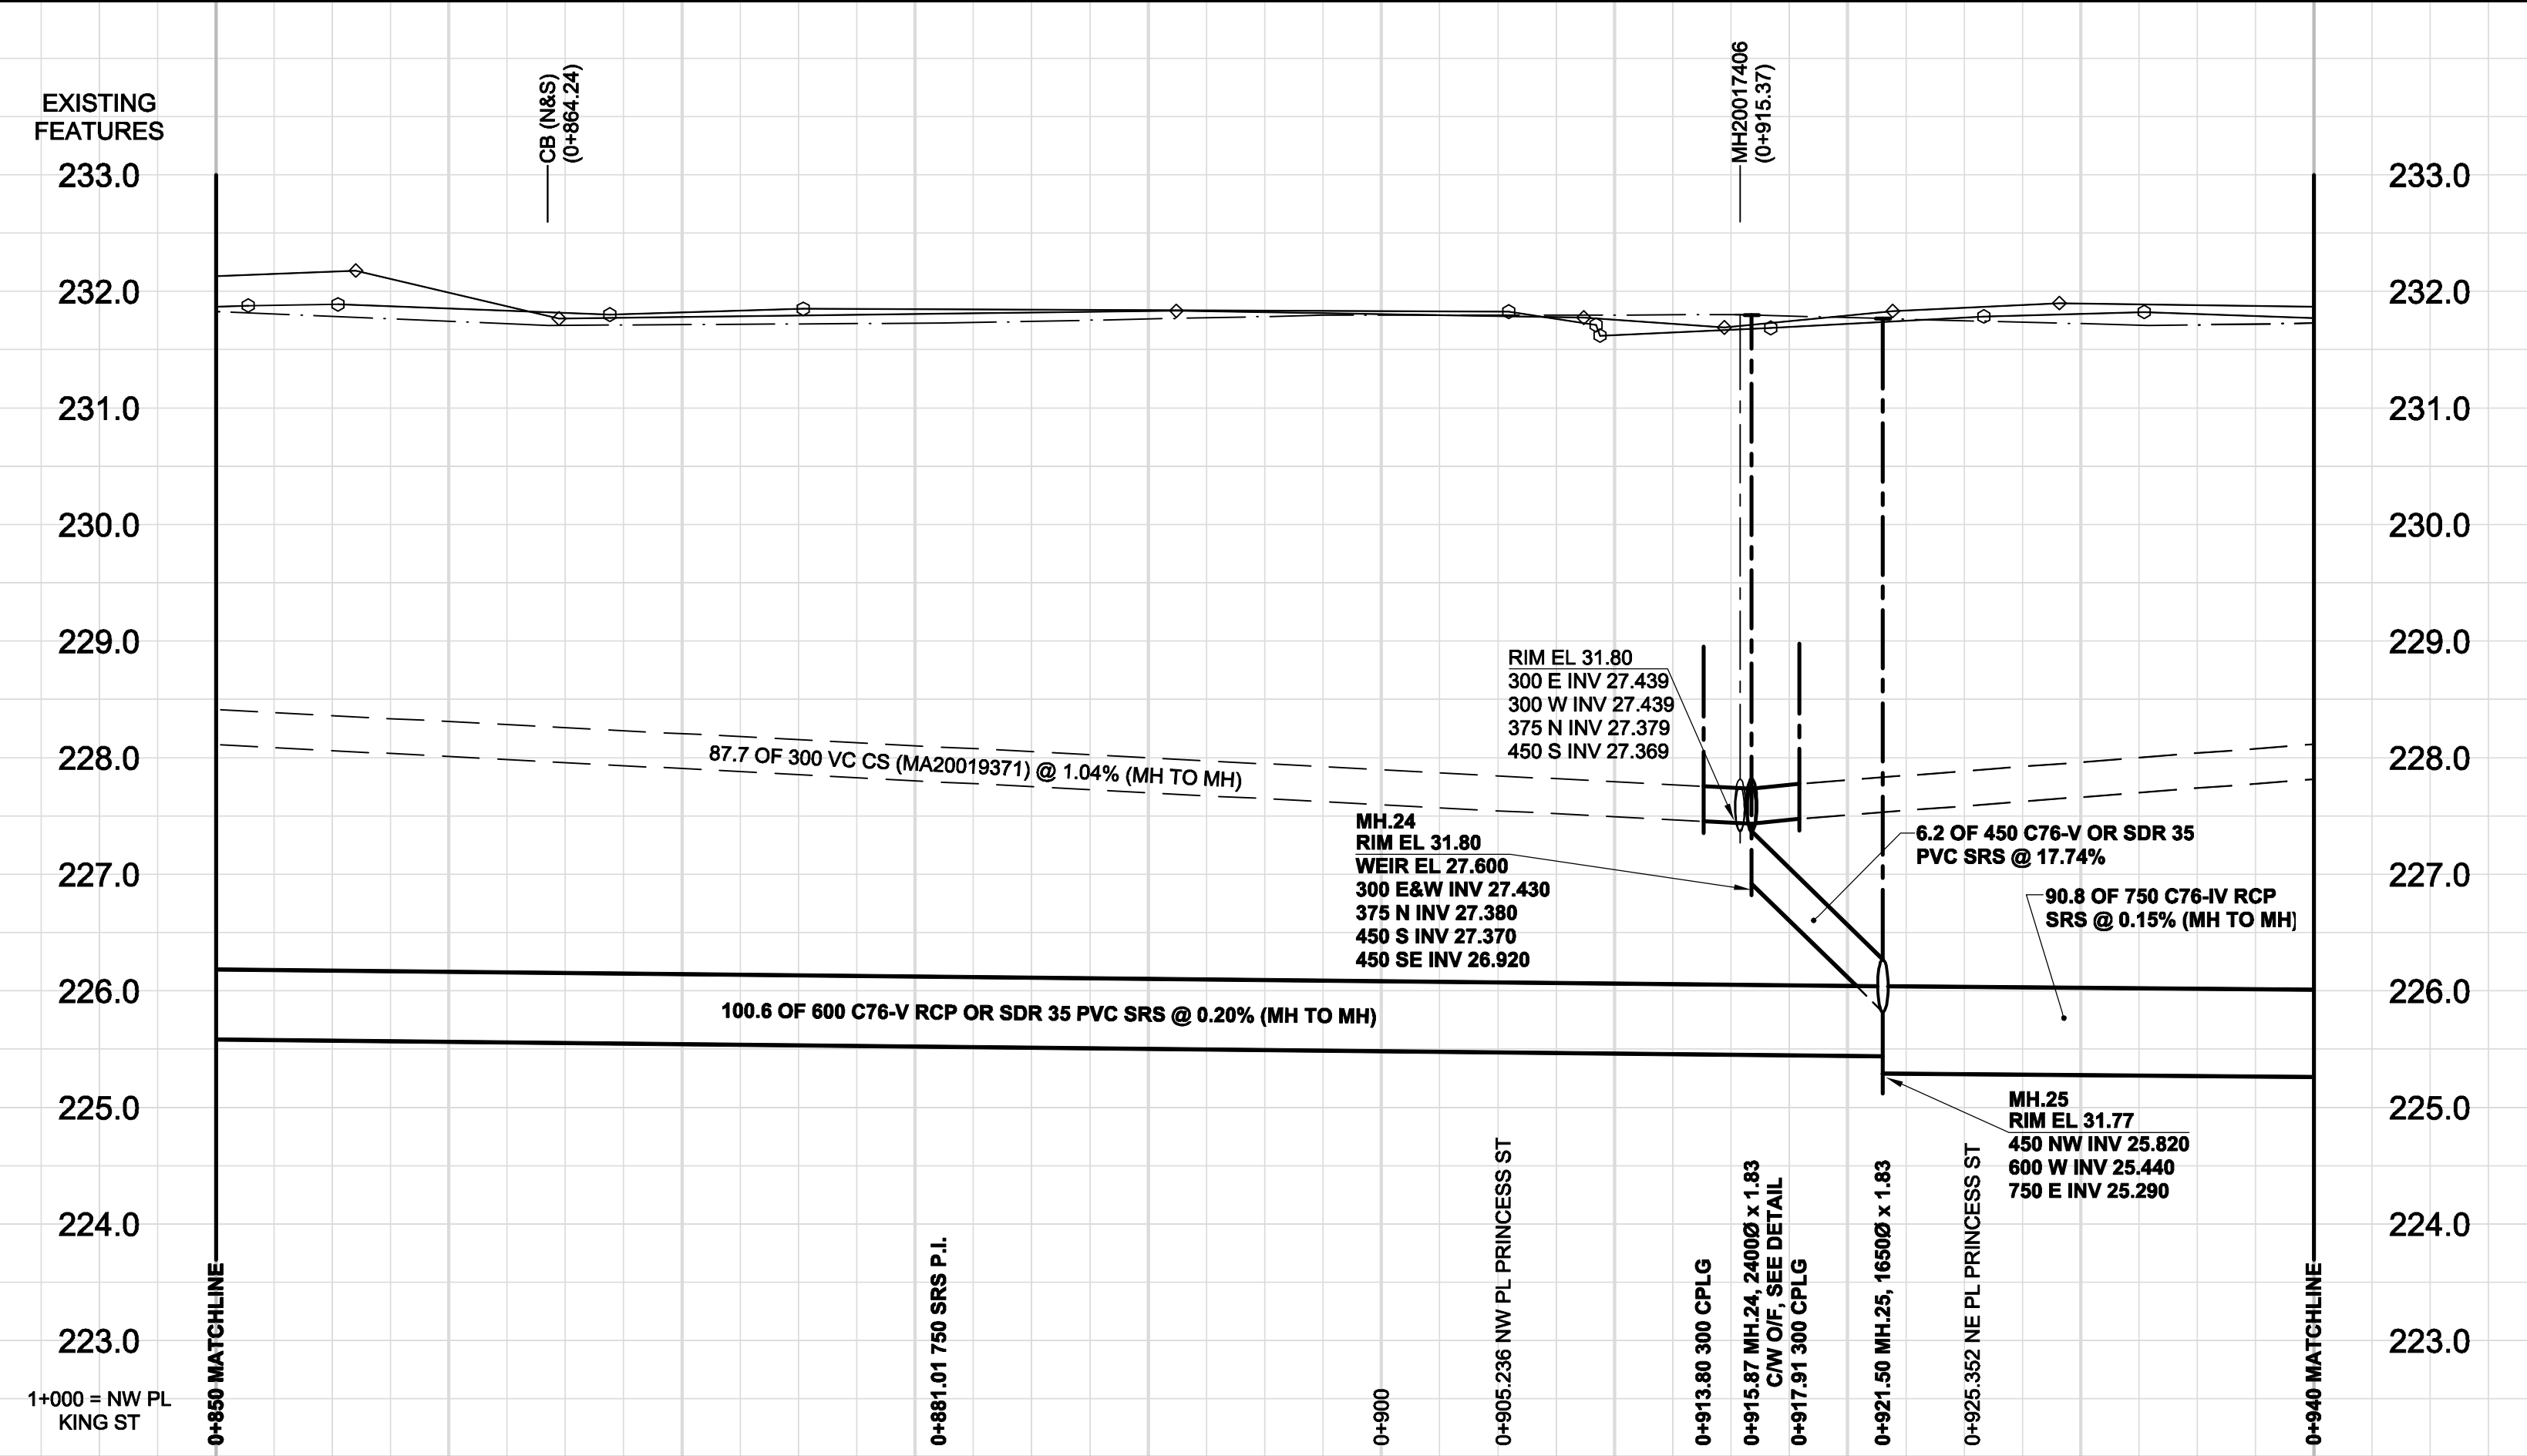 EXISTING
FEATURES
CB (N&S)
(0+864.24)
MH20017406
(0+915.37)
233.0
233.0
232.0
232.0
231.0
231.0
230.0
230.0
229.0
229.0
228.0
228.0
227.0
227.0
226.0
226.0
225.0
225.0
224.0
224.0
223.0
223.0
RIM EL 31.80
300 E INV 27.439
300 W INV 27.439
375 N INV 27.379
450 S INV 27.369
87.7 OF 300 VC CS (MA20019371) @ 1.04% (MH TO MH)
MH.24
RIM EL 31.80
WEIR EL 27.600
300 E&W INV 27.430
375 N INV 27.380
450 S INV 27.370
450 SE INV 26.920
6.2 OF 450 C76-V OR SDR 35
PVC SRS @ 17.74%
90.8 OF 750 C76-IV RCP
SRS @ 0.15% (MH TO MH)
100.6 OF 600 C76-V RCP OR SDR 35 PVC SRS @ 0.20% (MH TO MH)
MH.25
RIM EL 31.77
450 NW INV 25.820
600 W INV 25.440
750 E INV 25.290
1+000 = NW PL
KING ST
0+850 MATCHLINE
0+881.01 750 SRS P.I.
0+900
0+905.236 NW PL PRINCESS ST
0+913.80 300 CPLG
0+915.87 MH.24, 2400Ø x 1.83
C/W O/F, SEE DETAIL
0+917.91 300 CPLG
0+921.50 MH.25, 1650Ø x 1.83
0+925.352 NE PL PRINCESS ST
0+940 MATCHLINE